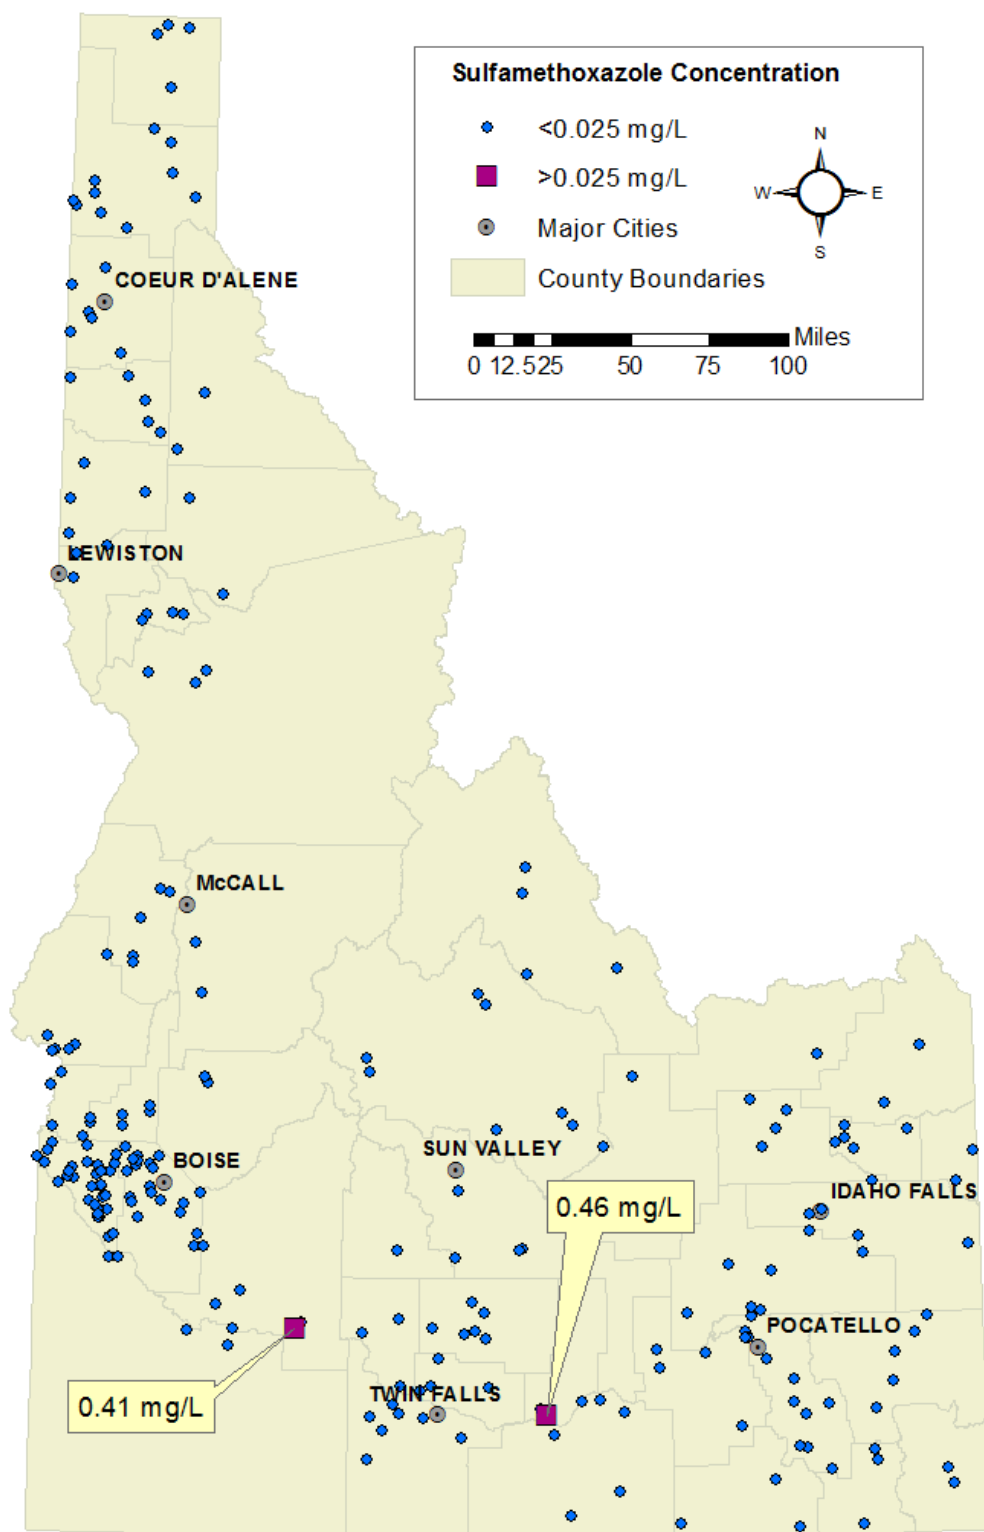 Sulfamethoxazole Concentration
<0.025 mg/L
>0.025 mg/L
Major Cities
County Boundaries
N
W E
S
Miles
0 12.525 50 75 100
COEUR D'ALENE
LEWISTON
McCALL
BOISE
SUN VALLEY
IDAHO FALLS
0.46 mg/L
POCATELLO
TWIN FALLS
0.41 mg/L